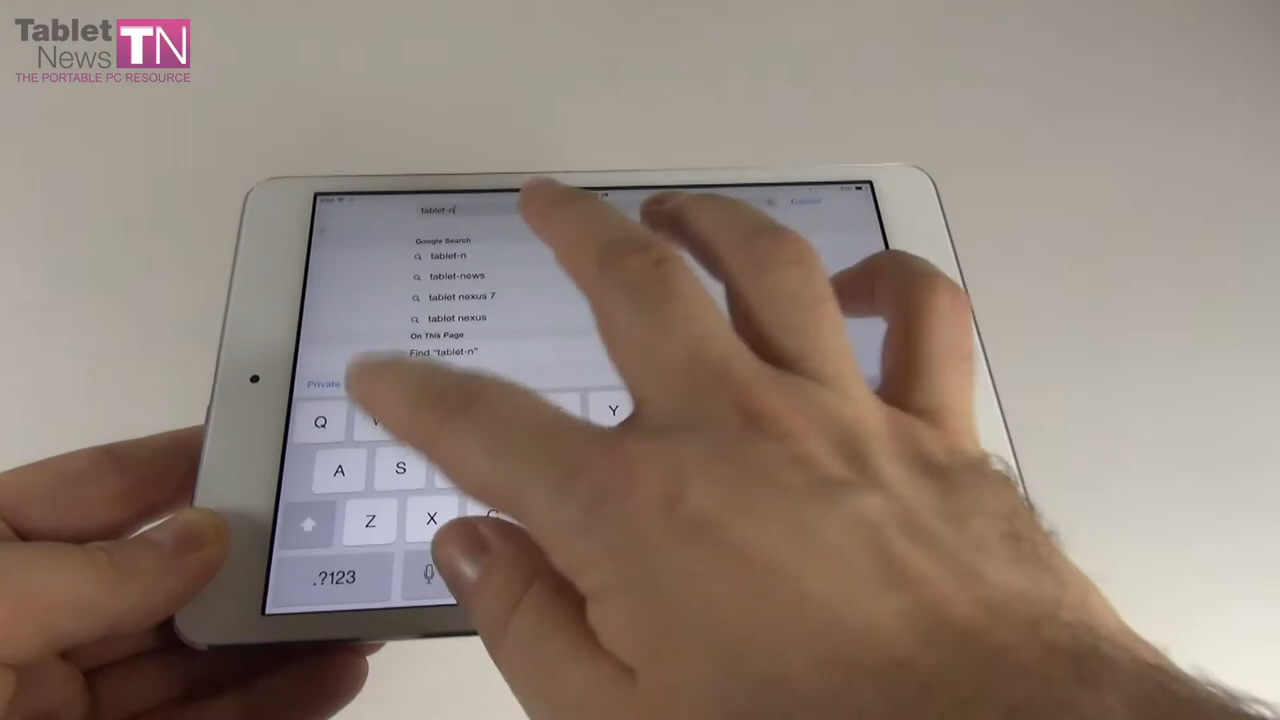 Tablet
News TN
THE PORTABLE PC RESOURCE
tablet-n
Cancel
Google Search
tablet-n
tablet-news
tablet nexus 7
tablet nexus
On This Page
Find "tablet-n"
Private
Q Y
A S
Z X
.?123